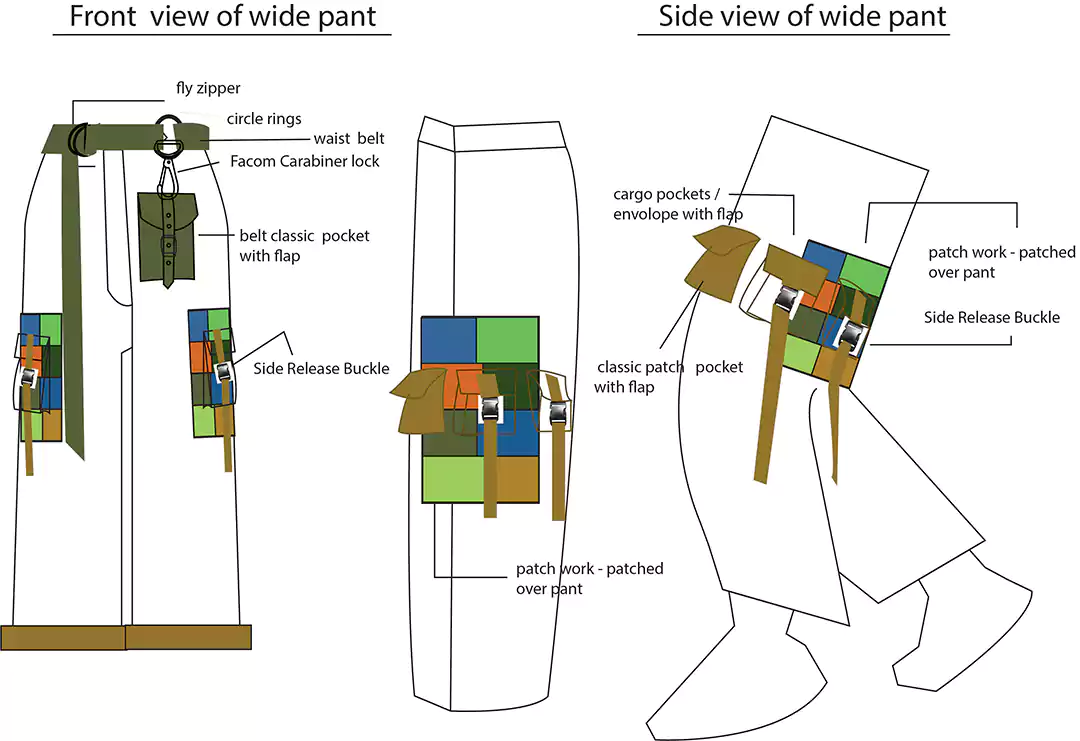 Front view of wide pant
Side view of wide pant
fly zipper
circle rings
waist belt
Facom Carabiner lock
belt classic pocket
with flap
Side Release Buckle
patch work - patched
over pant
cargo pockets /
envolope with flap
patch work - patched
over pant
Side Release Buckle
classic patch pocket
with flap